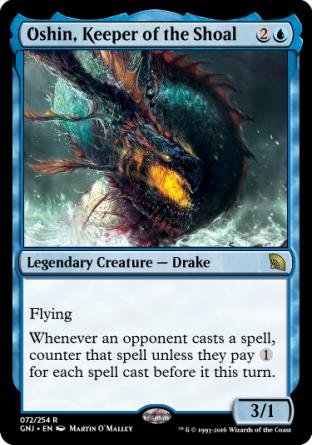 Oshin, Keeper of the Shoal 2
Legendary Creature — Drake
Flying
Whenever an opponent casts a spell,
counter that spell unless they pay 1
for each spell cast before it this turn.
072/254 R
GNJ • EN Martin O'Malley
™ & © 1993-2016 Wizards of the Coast
3/1